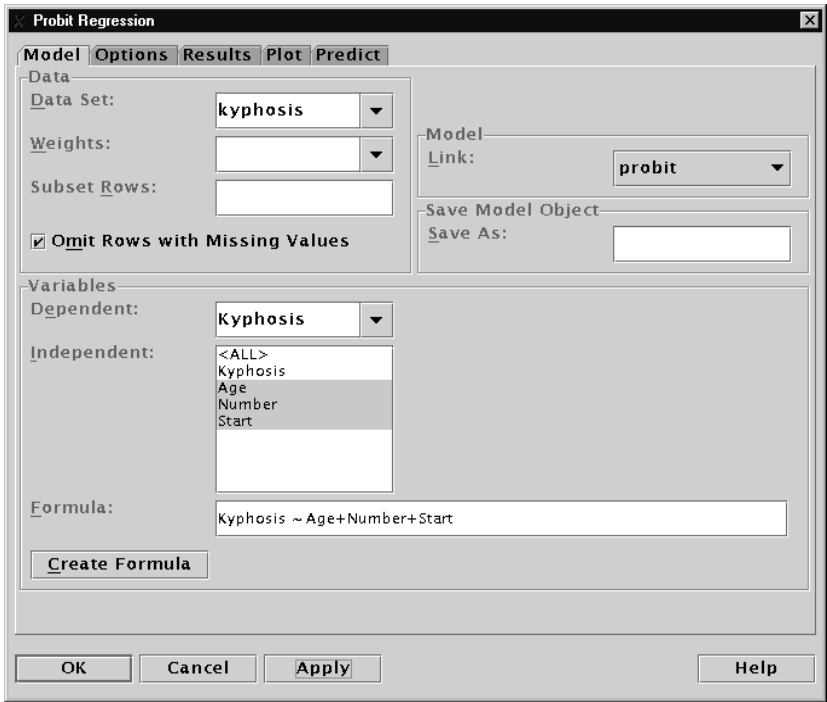 Probit Regression
Model Options Results Plot Predict
Data
Data Set: kyphosis
Weights:
Subset Rows:
Omit Rows with Missing Values
Model
Link: probit
Save Model Object
Save As:
Variables
Dependent: Kyphosis
Independent: <ALL>
Kyphosis
Age
Number
Start
Formula: Kyphosis ~ Age+Number+Start
Create Formula
OK Cancel Apply Help